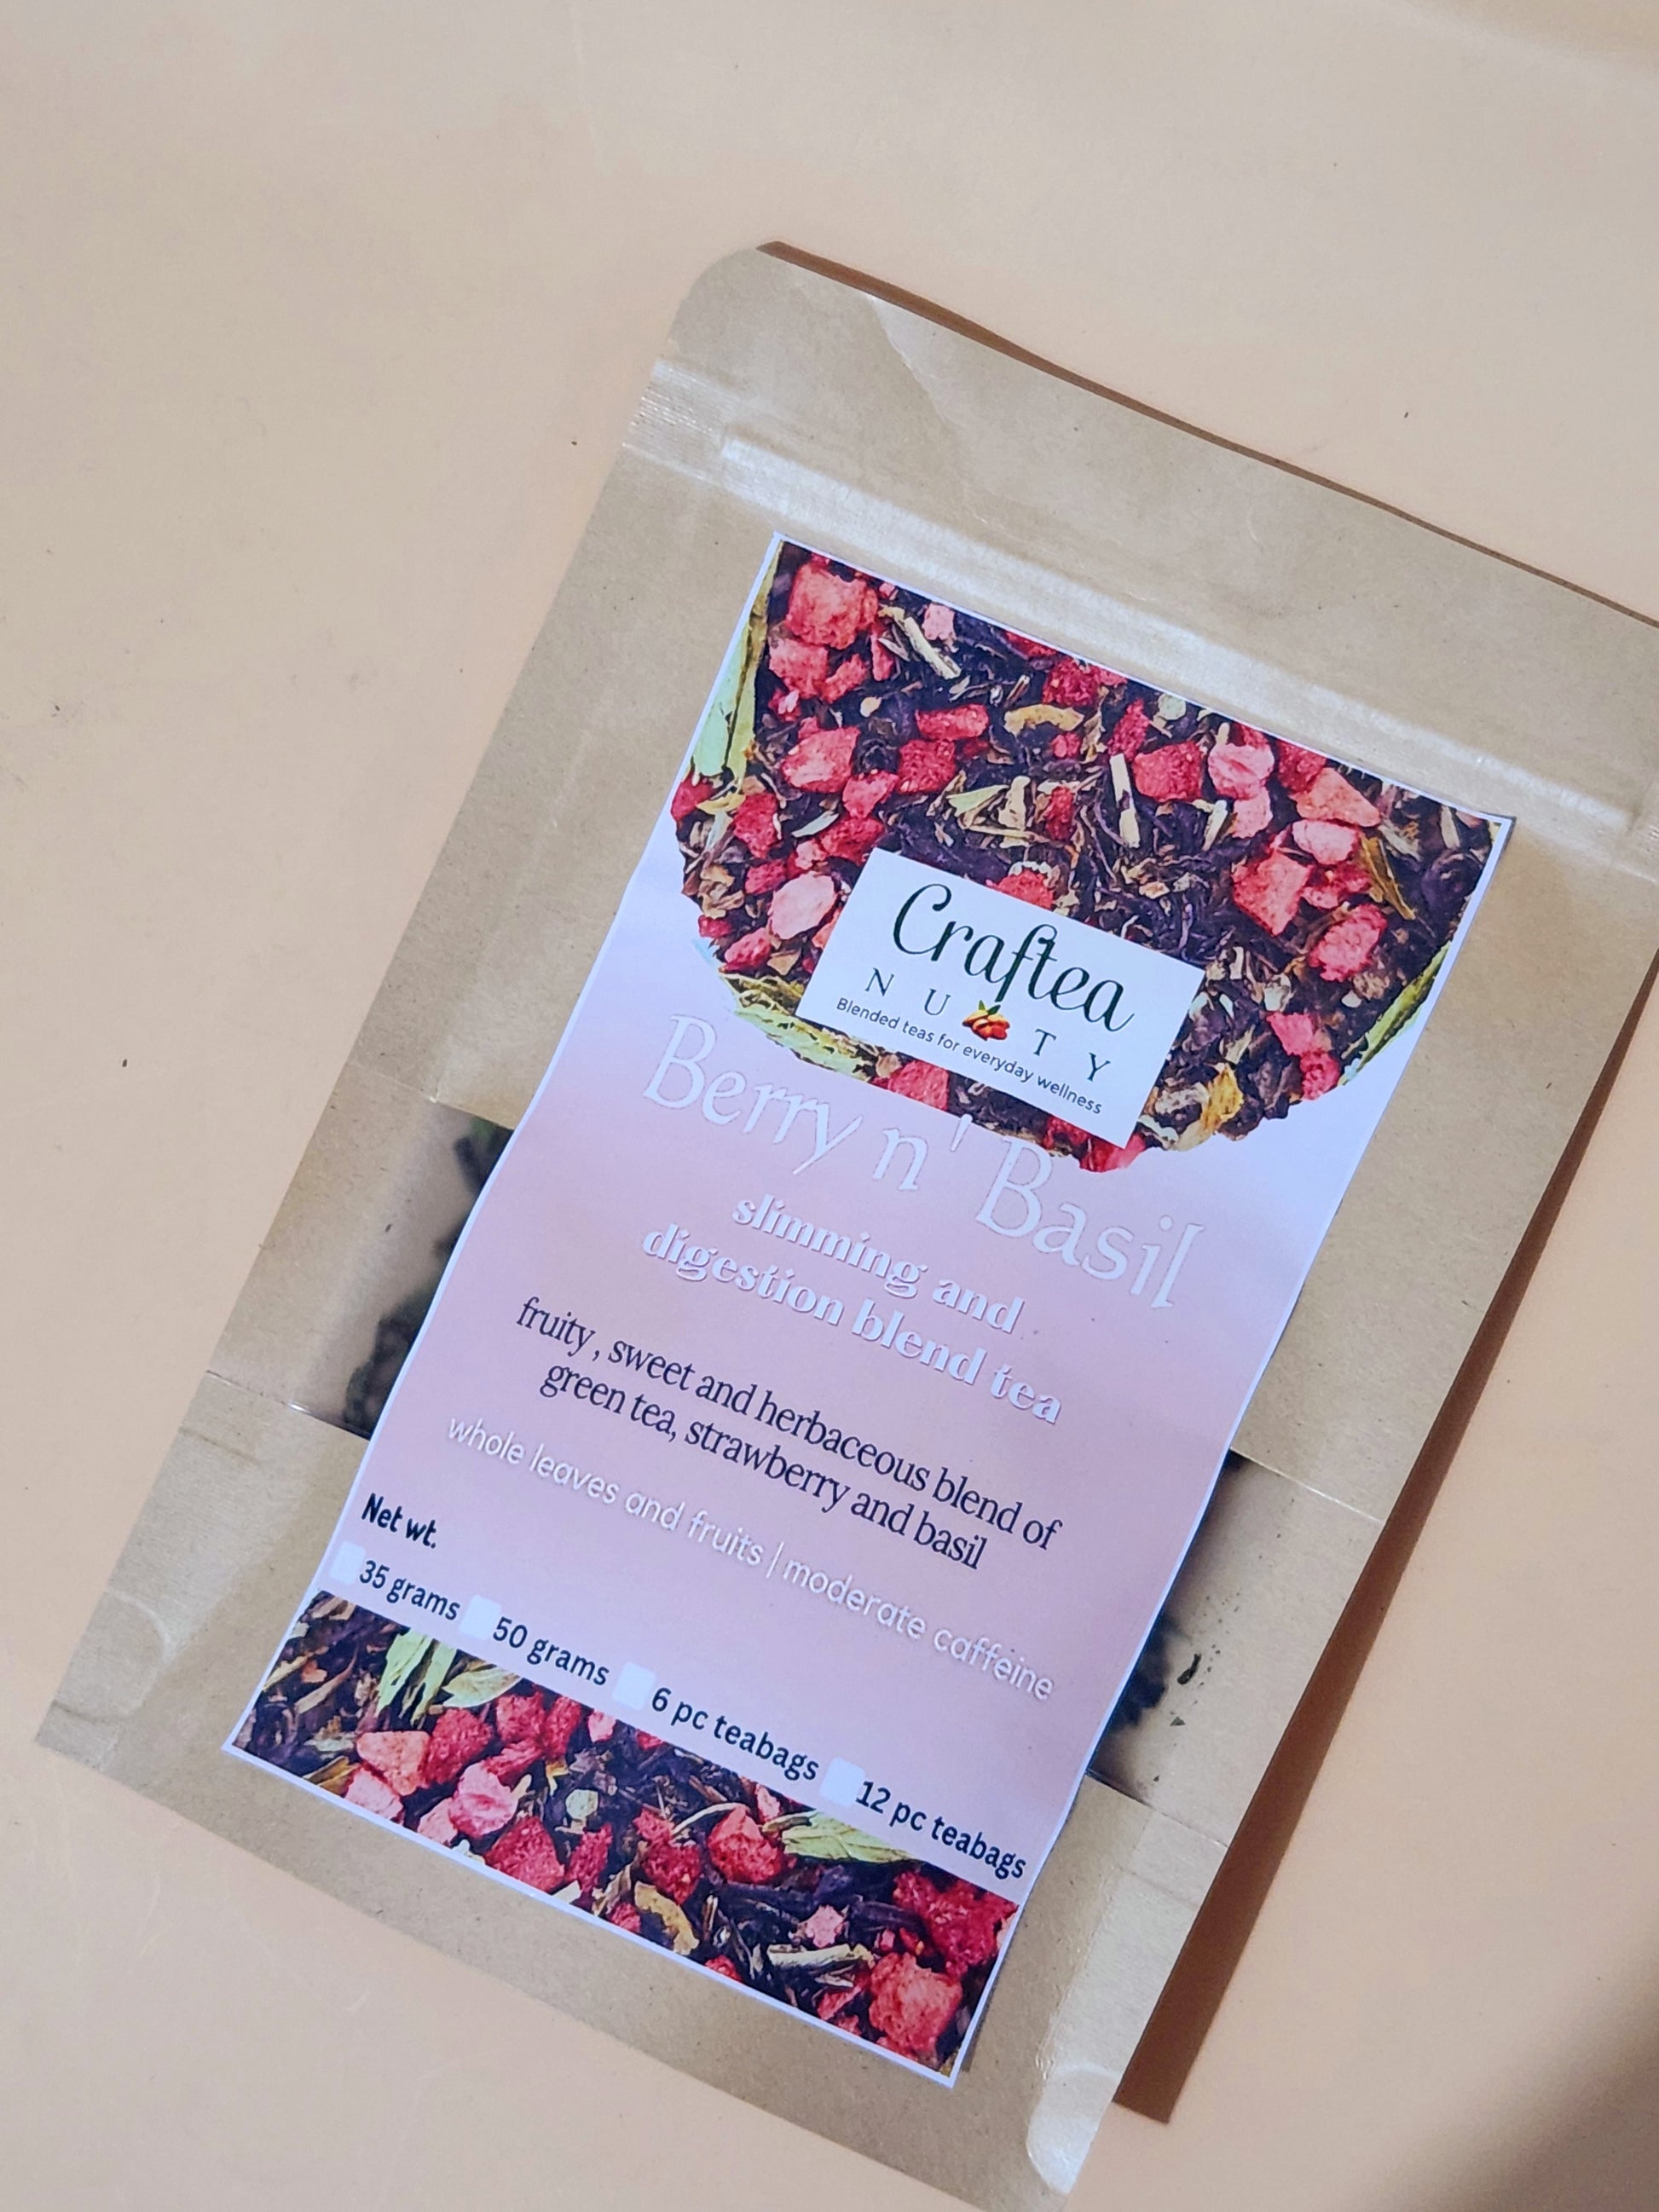 Craftea
NUTTY
Blended teas for everyday wellness
Berry n' Basil
slimming and
digestion blend tea
fruity, sweet and herbaceous blend of
green tea, strawberry and basil
whole leaves and fruits | moderate caffeine
Net wt.
35 grams 50 grams 6 pc teabags 12 pc teabags